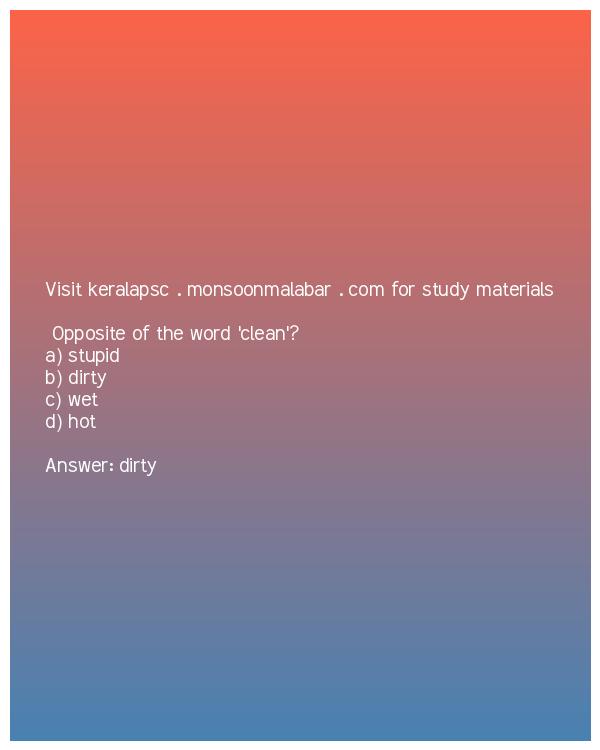 Visit keralapsc . monsoonmalabar . com for study materials
Opposite of the word 'clean'?
a) stupid
b) dirty
c) wet
d) hot
Answer: dirty